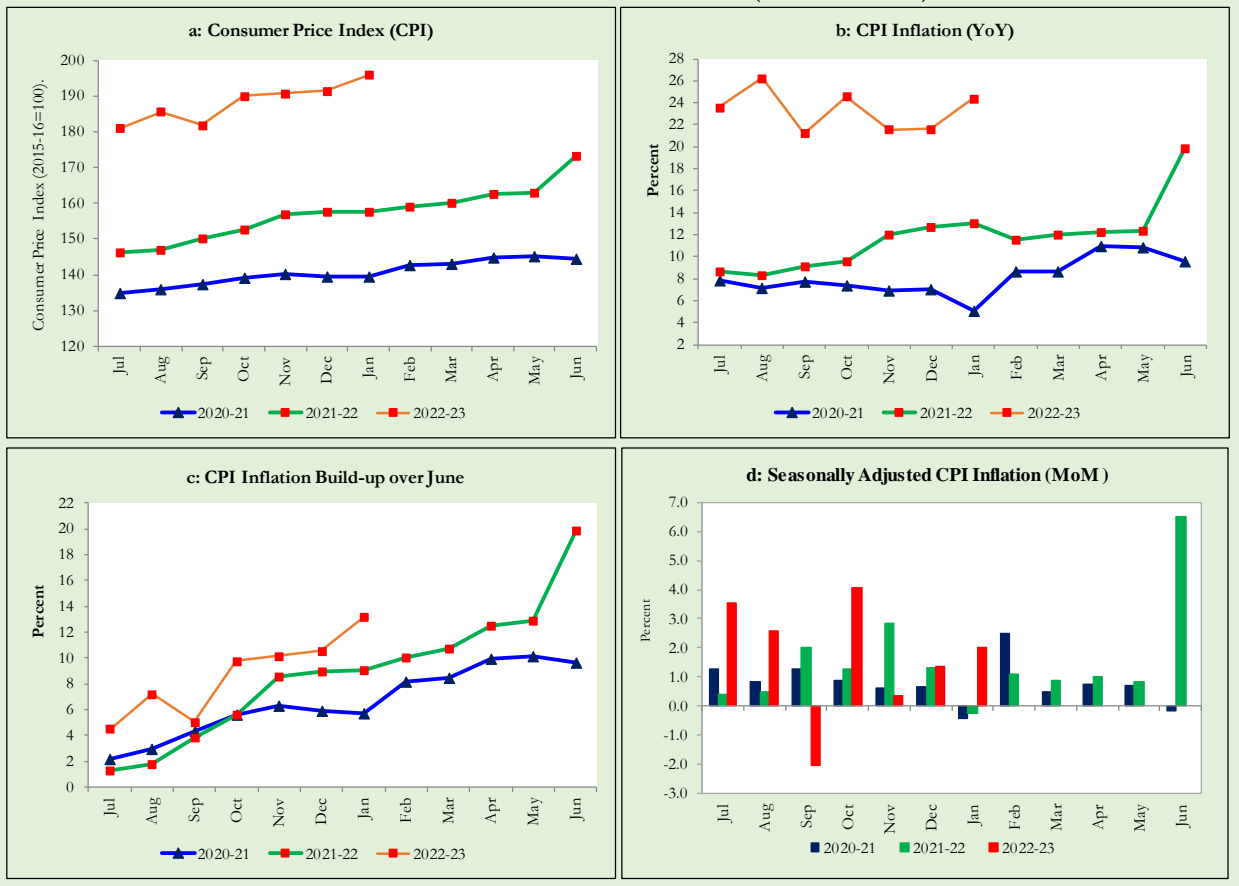 a: Consumer Price Index (CPI)
Consumer Price Index (2015-16=100).
200
190
180
170
160
150
140
130
120
Jul Aug Sep Oct Nov Dec Jan Feb Mar Apr May Jun
2020-21 2021-22 2022-23
b: CPI Inflation (YoY)
Percent
28
26
24
22
20
18
16
14
12
10
8
6
4
2
Jul Aug Sep Oct Nov Dec Jan Feb Mar Apr May Jun
2020-21 2021-22 2022-23
c: CPI Inflation Build-up over June
Percent
22
20
18
16
14
12
10
8
6
4
2
0
Jul Aug Sep Oct Nov Dec Jan Feb Mar Apr May Jun
2020-21 2021-22 2022-23
d: Seasonally Adjusted CPI Inflation (MoM )
Percent
7.0
6.0
5.0
4.0
3.0
2.0
1.0
0.0
-1.0
-2.0
-3.0
Jul Aug Sep Oct Nov Dec Jan Feb Mar Apr May Jun
2020-21 2021-22 2022-23